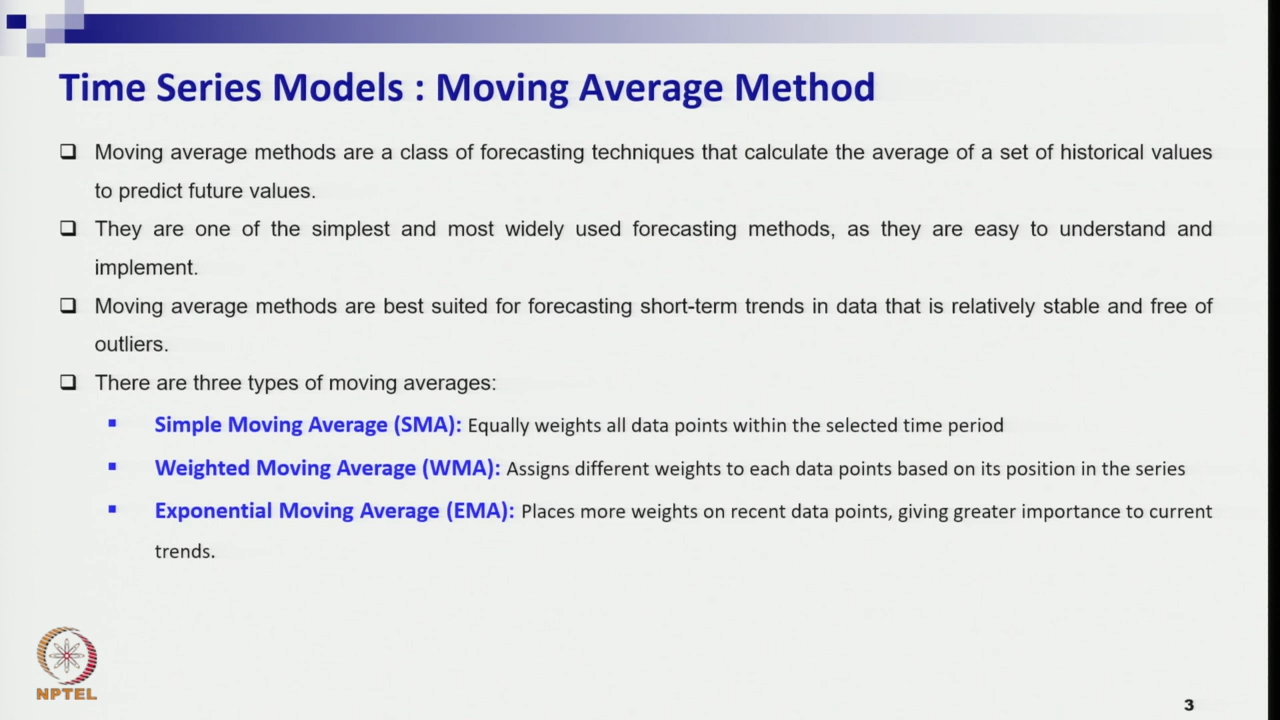 Time Series Models : Moving Average Method
❑ Moving average methods are a class of forecasting techniques that calculate the average of a set of historical values
to predict future values.
❑ They are one of the simplest and most widely used forecasting methods, as they are easy to understand and
implement.
❑ Moving average methods are best suited for forecasting short-term trends in data that is relatively stable and free of
outliers.
❑ There are three types of moving averages:
▪ Simple Moving Average (SMA): Equally weights all data points within the selected time period
▪ Weighted Moving Average (WMA): Assigns different weights to each data points based on its position in the series
▪ Exponential Moving Average (EMA): Places more weights on recent data points, giving greater importance to current
trends.
NPTEL
3